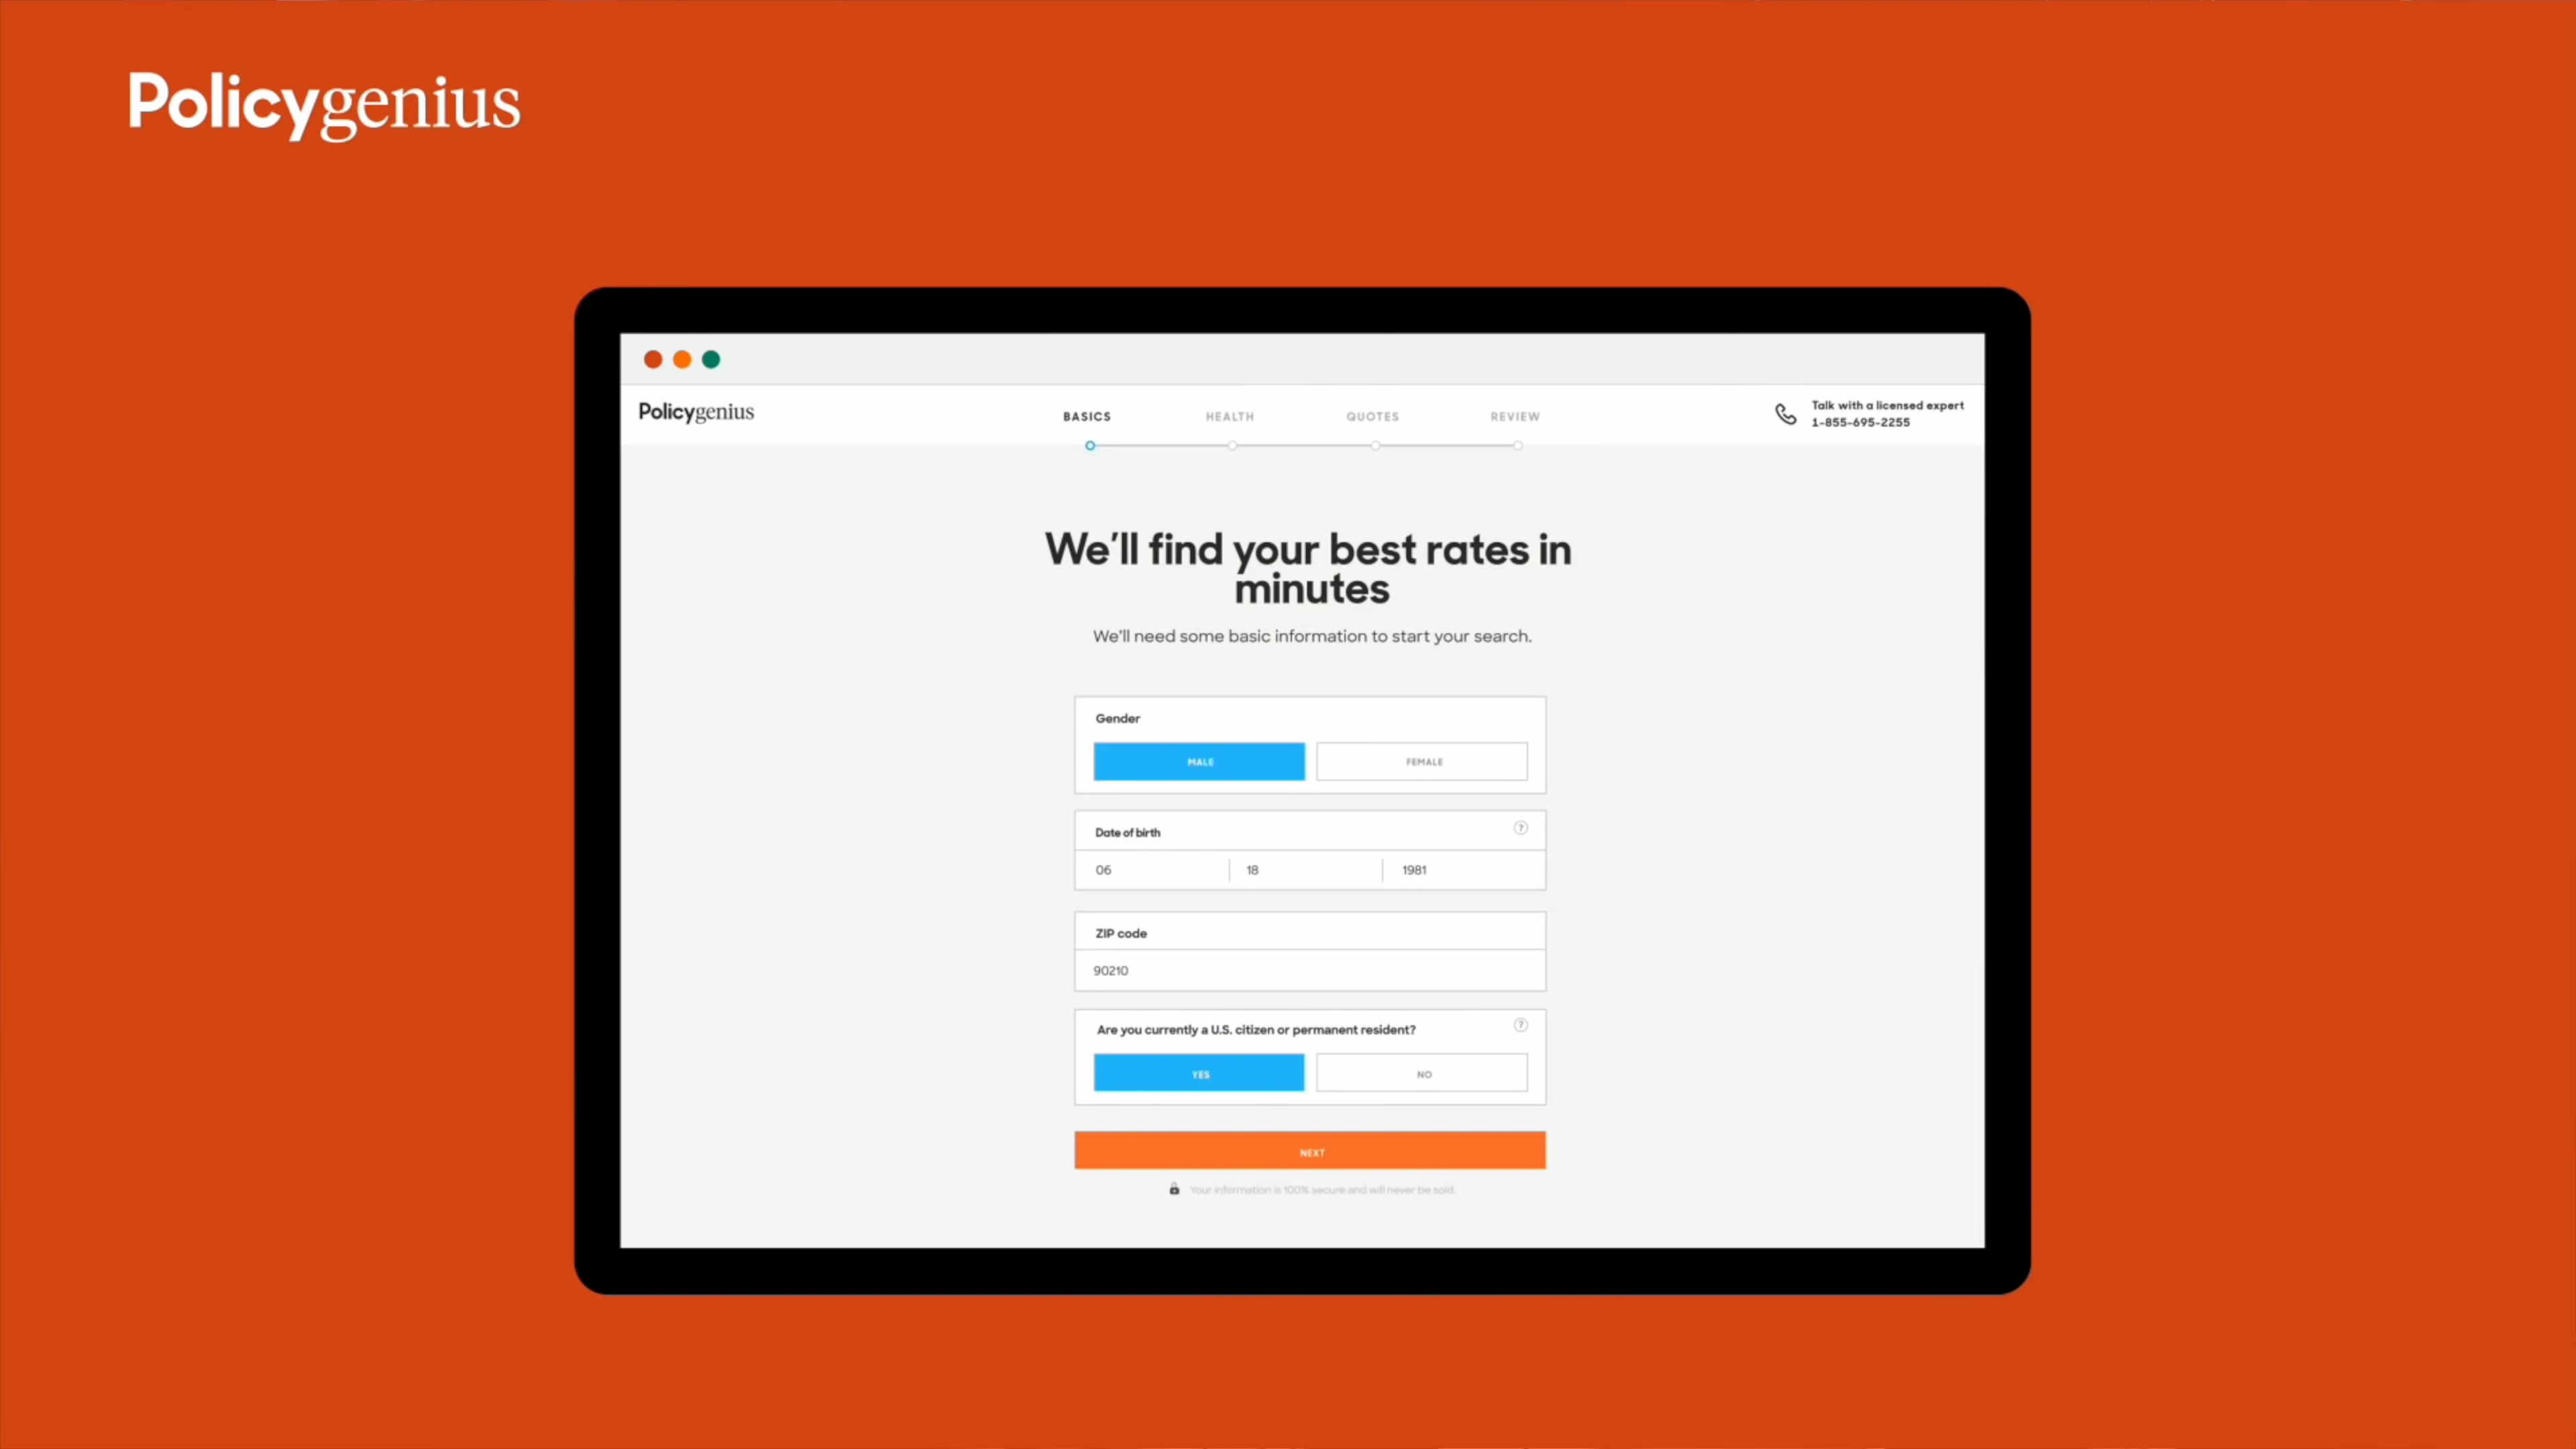 Policygenius
Policygenius
BASICS
HEALTH
QUOTES
REVIEW
Talk with a licensed expert
1-855-695-2255
We'll find your best rates in
minutes
We'll need some basic information to start your search.
Gender
MALE
FEMALE
Date of birth
?
06
18
1981
ZIP code
90210
Are you currently a U.S. citizen or permanent resident?
?
YES
NO
NEXT
Your information is 100% secure and will never be sold.